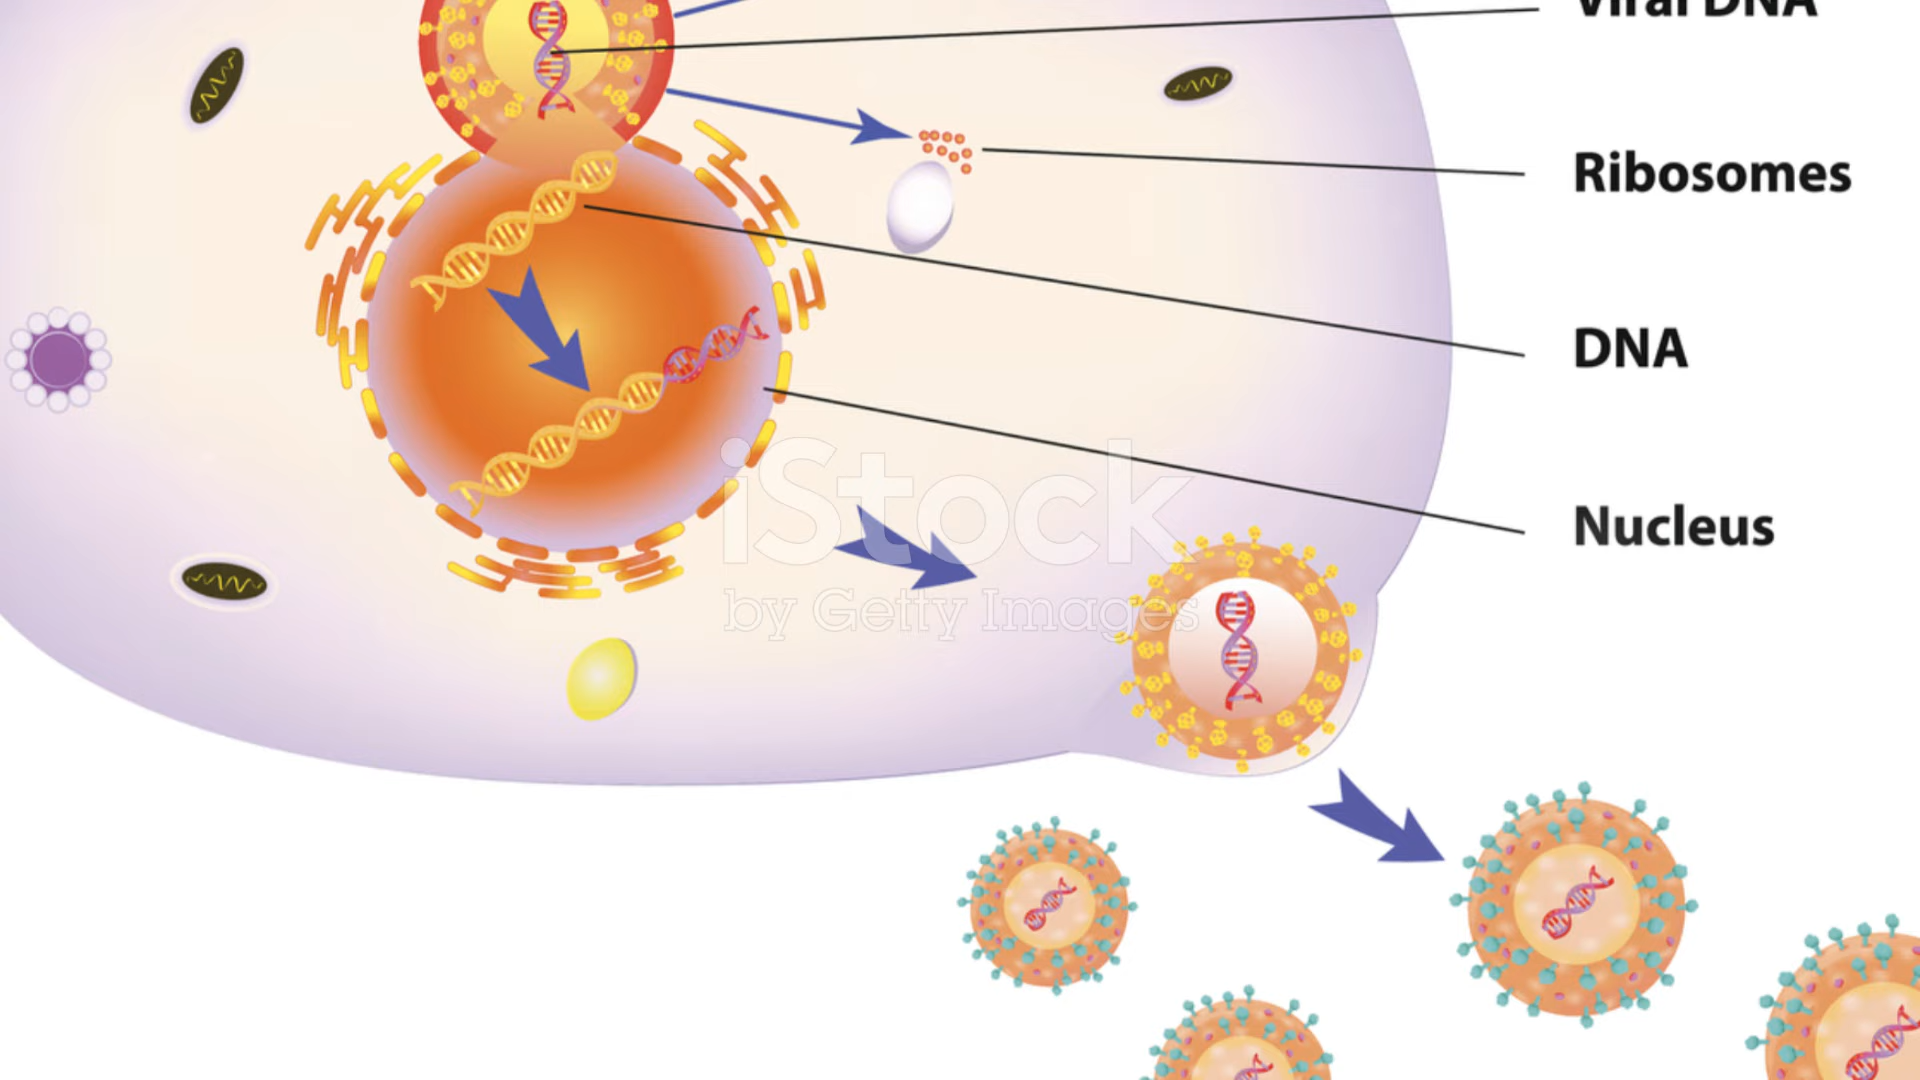 Viral DNA
Ribosomes
DNA
Nucleus
iStock
by Getty Images